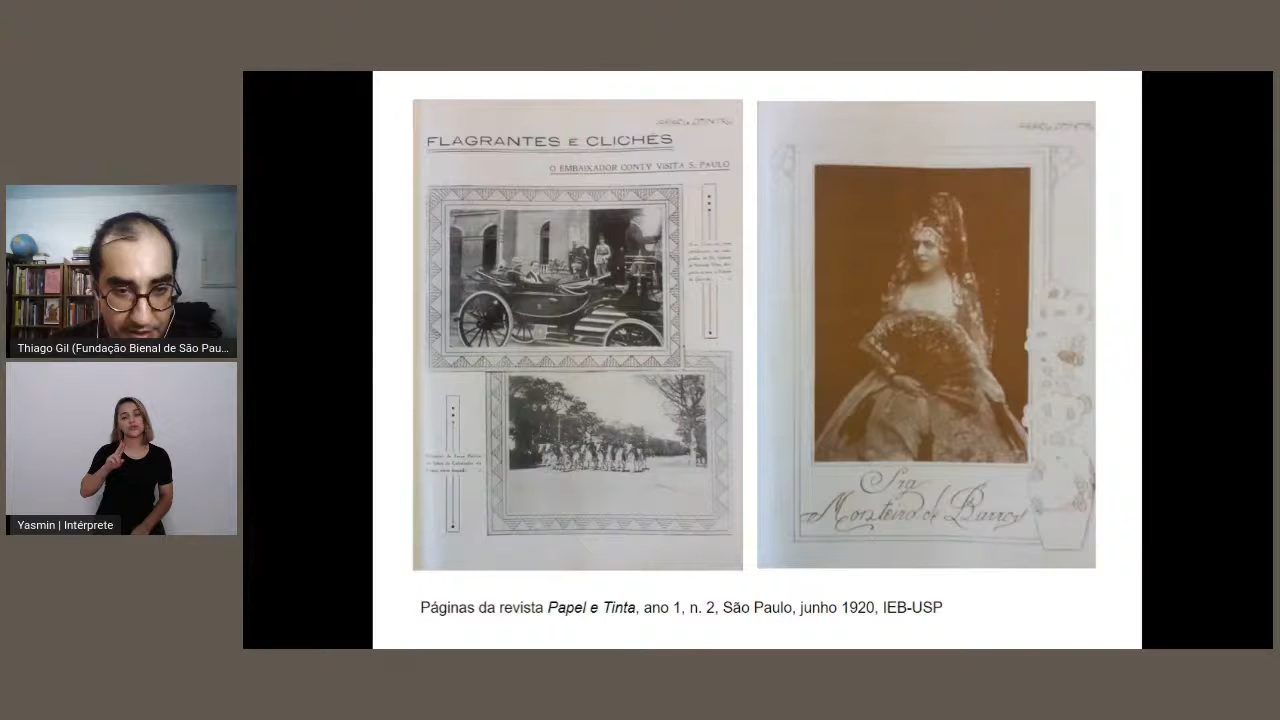 Thiago Gil (Fundação Bienal de São Pau...
Yasmin | Intérprete
FLAGRANTES E CLICHÉS
O EMBAIXADOR CONTY VISITA S. PAULO
Sra
Monteiro de Barros
Páginas da revista Papel e Tinta, ano 1, n. 2, São Paulo, junho 1920, IEB-USP